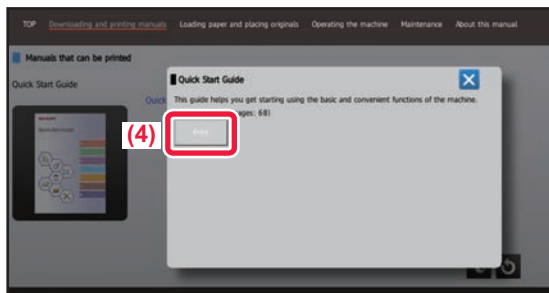 TOP Downloading and printing manuals Loading paper and placing originals Operating the machine Maintenance About this manual
Manuals that can be printed
Quick Start Guide
Quick
Quick Start Guide
This guide helps you get starting using the basic and convenient functions of the machine.
ages: 68)
(4)
Print